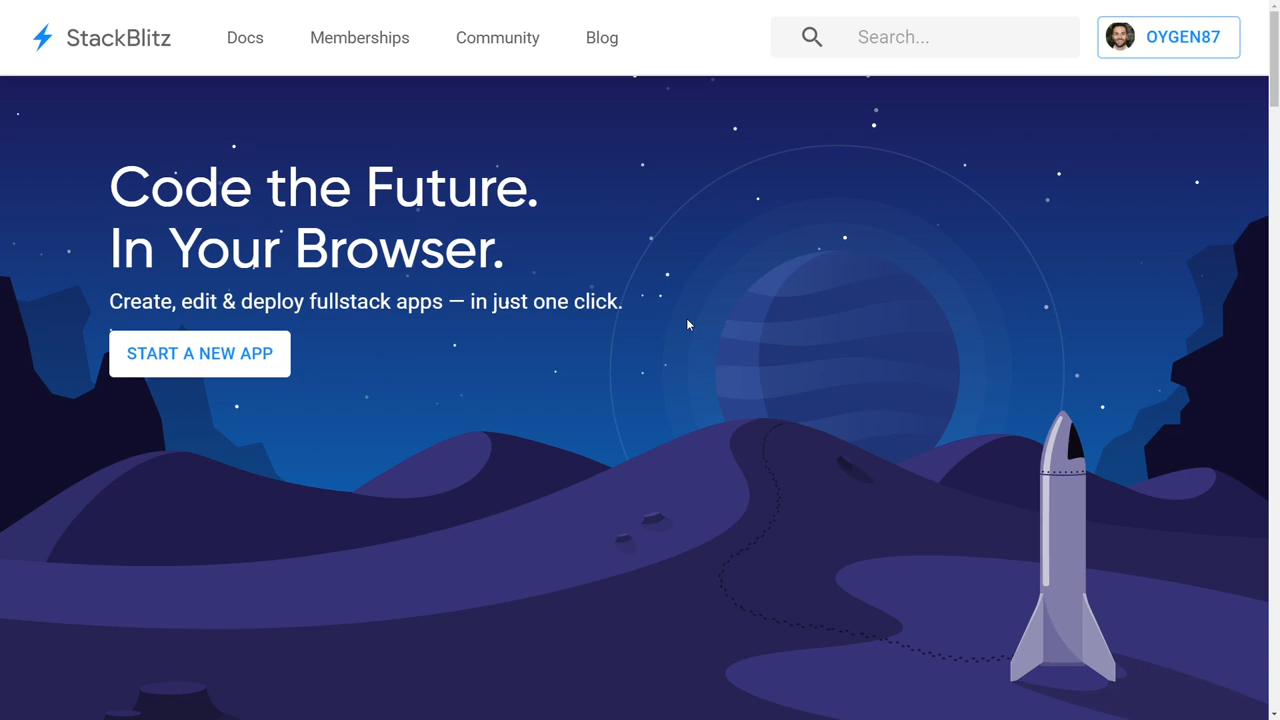 StackBlitz
Docs
Memberships
Community
Blog
Search...
OYGEN87
Code the Future.
In Your Browser.
Create, edit & deploy fullstack apps — in just one click.
START A NEW APP